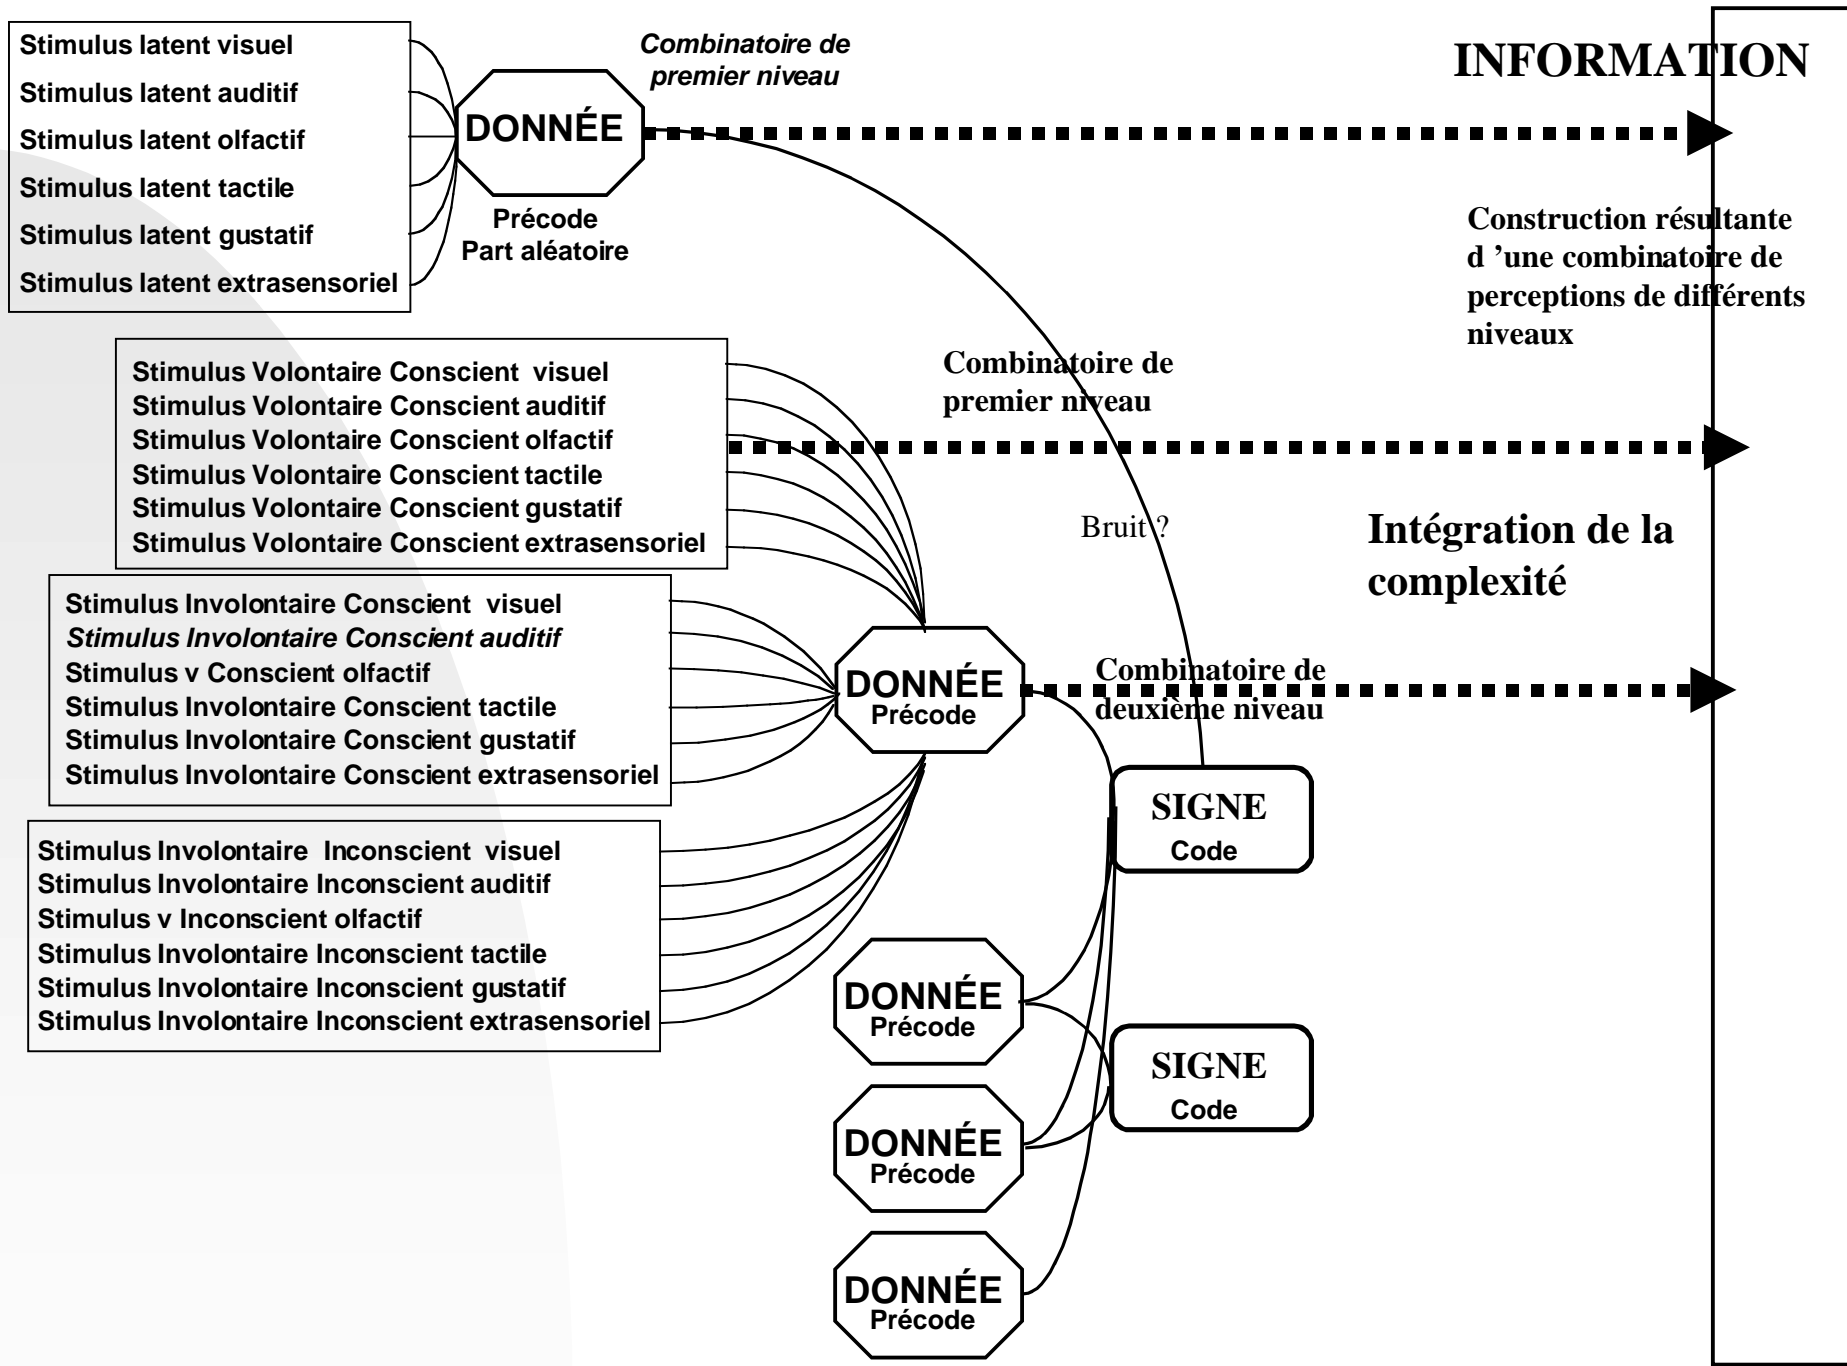 Stimulus latent visuel
Stimulus latent auditif
Stimulus latent olfactif
Stimulus latent tactile
Stimulus latent gustatif
Stimulus latent extrasensoriel
DONNÉE
Précode
Part aléatoire
Combinatoire de
premier niveau
INFORMATION
Construction résultante
d ’une combinatoire de
perceptions de différents
niveaux
Stimulus Volontaire Conscient  visuel
Stimulus Volontaire Conscient auditif
Stimulus Volontaire Conscient olfactif
Stimulus Volontaire Conscient tactile
Stimulus Volontaire Conscient gustatif
Stimulus Volontaire Conscient extrasensoriel
Combinatoire de
premier niveau
Bruit ?
Intégration de la
complexité
Stimulus Involontaire Conscient  visuel
Stimulus Involontaire Conscient auditif
Stimulus v Conscient olfactif
Stimulus Involontaire Conscient tactile
Stimulus Involontaire Conscient gustatif
Stimulus Involontaire Conscient extrasensoriel
DONNÉE
Précode
Combinatoire de
deuxième niveau
SIGNE
Code
Stimulus Involontaire  Inconscient  visuel
Stimulus Involontaire Inconscient auditif
Stimulus v Inconscient olfactif
Stimulus Involontaire Inconscient tactile
Stimulus Involontaire Inconscient gustatif
Stimulus Involontaire Inconscient extrasensoriel
DONNÉE
Précode
SIGNE
Code
DONNÉE
Précode
DONNÉE
Précode